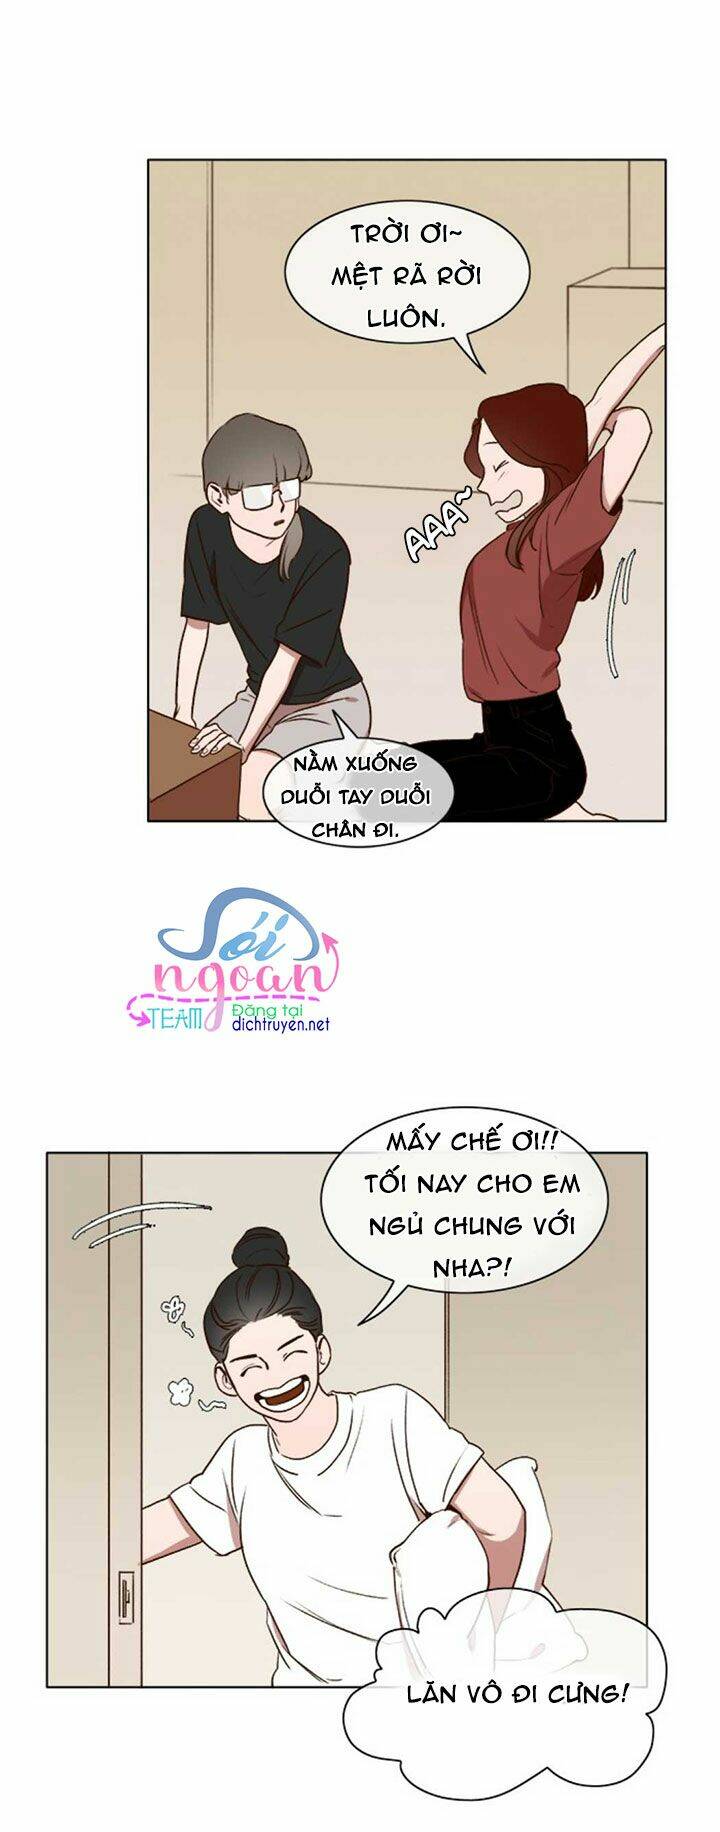 TRỜI ƠI~
MỆT RÃ RỜI
LUÔN.
AAA~
NẰM XUỐNG
DUỖI TAY DUỖI
CHÂN ĐI.
Sói
ngoan
TEAM
Đăng tại
dichtruyen.net
MẤY CHẾ ƠI!!
TỐI NAY CHO EM
NGỦ CHUNG VỚI
NHA?!
LĂN VÔ ĐI CƯNG!